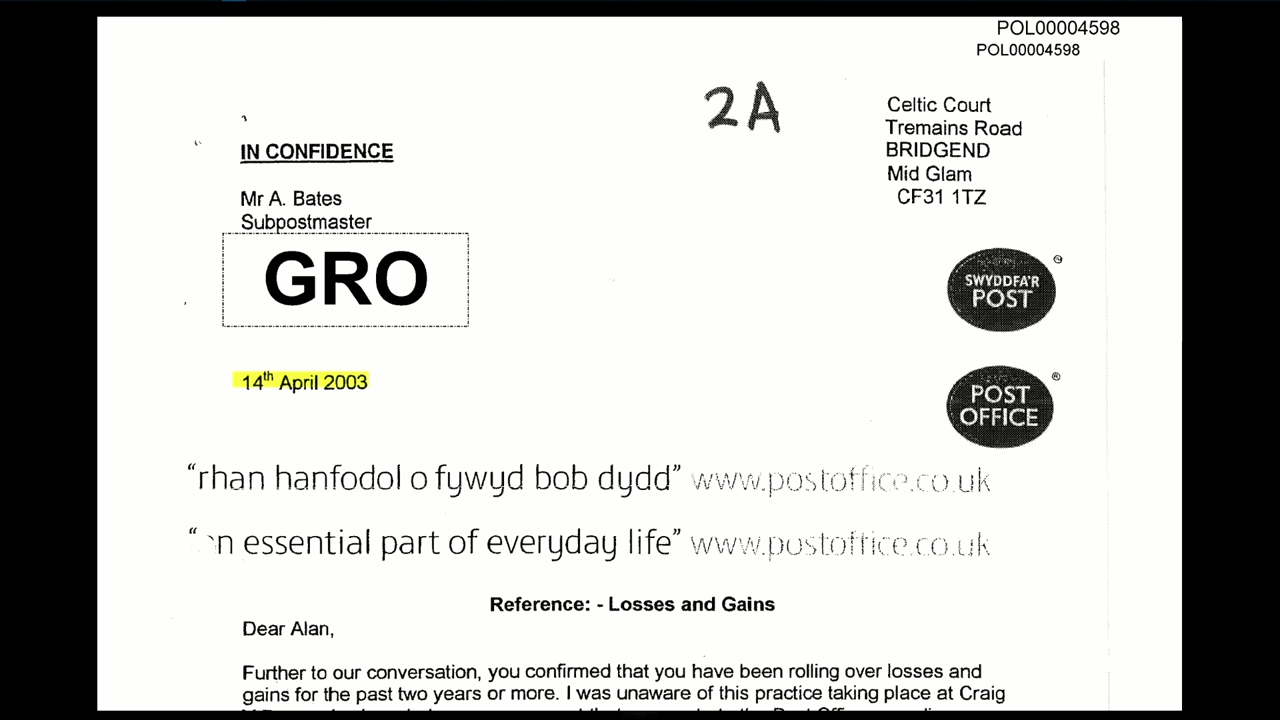 POL00004598
POL00004598
2A
Celtic Court
Tremains Road
BRIDGEND
Mid Glam
CF31 1TZ
IN CONFIDENCE
Mr A. Bates
Subpostmaster
GRO
SWYDDFA'R
POST
14th April 2003
POST
OFFICE
"rhan hanfodol o fywyd bob dydd" www.postoffice.co.uk
"an essential part of everyday life" www.postoffice.co.uk
Reference: - Losses and Gains
Dear Alan,
Further to our conversation, you confirmed that you have been rolling over losses and
gains for the past two years or more. I was unaware of this practice taking place at Craig